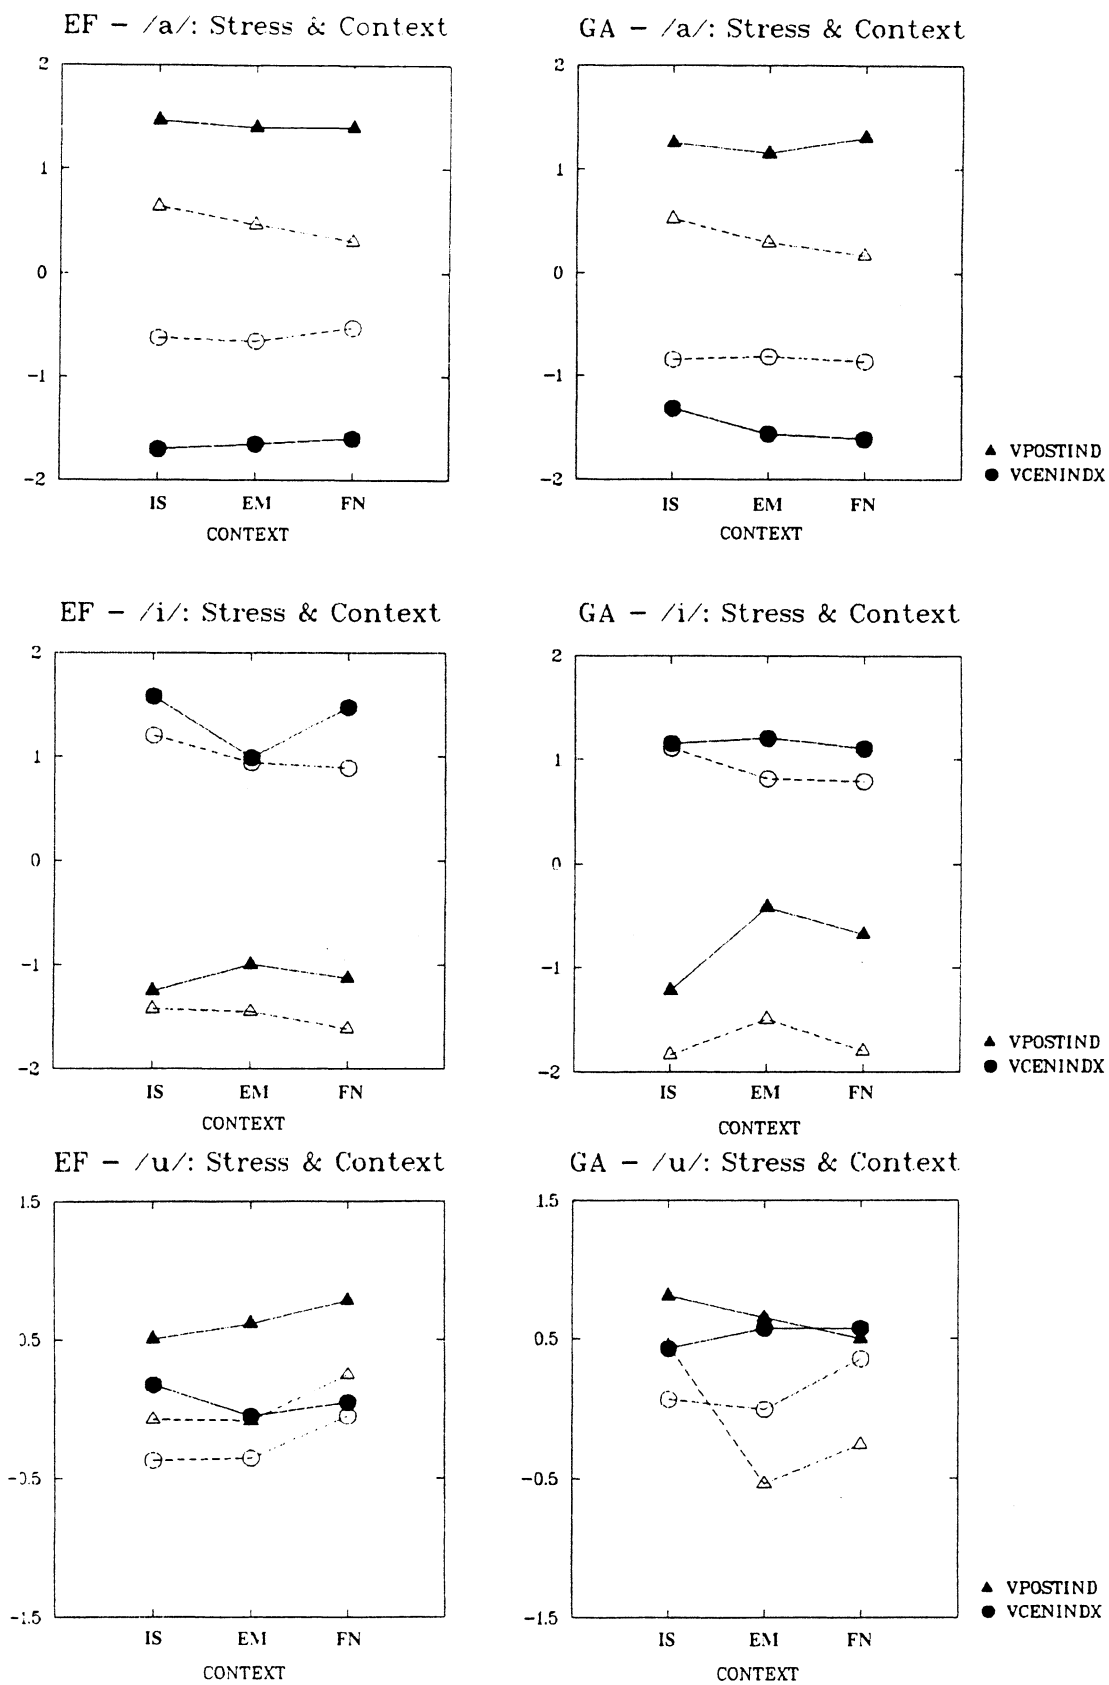 EF – /a/: Stress & Context
2
1
0
−1
−2
IS EM FN
CONTEXT
GA – /a/: Stress & Context
2
1
0
−1
−2
IS EM FN
CONTEXT
▲ VPOSTIND
● VCENINDX
EF – /i/: Stress & Context
2
1
0
−1
−2
IS EM FN
CONTEXT
GA – /i/: Stress & Context
2
1
0
−1
−2
IS EM FN
CONTEXT
▲ VPOSTIND
● VCENINDX
EF – /u/: Stress & Context
1.5
0.5
−0.5
−1.5
IS EM FN
CONTEXT
GA – /u/: Stress & Context
1.5
0.5
−0.5
−1.5
IS EM FN
CONTEXT
▲ VPOSTIND
● VCENINDX